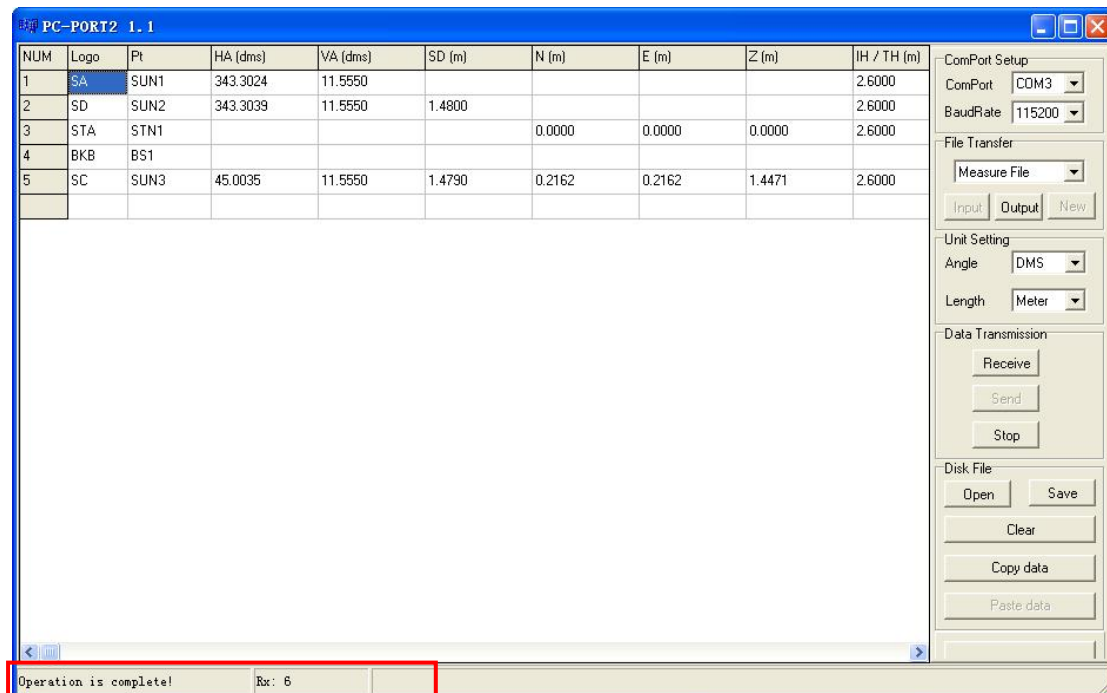 PC-PORT2 1.1
NUM Logo Pt HA (dms) VA (dms) SD (m) N (m) E (m) Z (m) IH / TH (m)
1 SA SUN1 343.3024 11.5550 2.6000
2 SD SUN2 343.3039 11.5550 1.4800 2.6000
3 STA STN1 0.0000 0.0000 0.0000 2.6000
4 BKB BS1
5 SC SUN3 45.0035 11.5550 1.4790 0.2162 0.2162 1.4471 2.6000
ComPort Setup
ComPort COM3
BaudRate 115200
File Transfer
Measure File
Input Output New
Unit Setting
Angle DMS
Length Meter
Data Transmission
Receive
Send
Stop
Disk File
Open Save
Clear
Copy data
Paste data
Operation is complete! Rx: 6